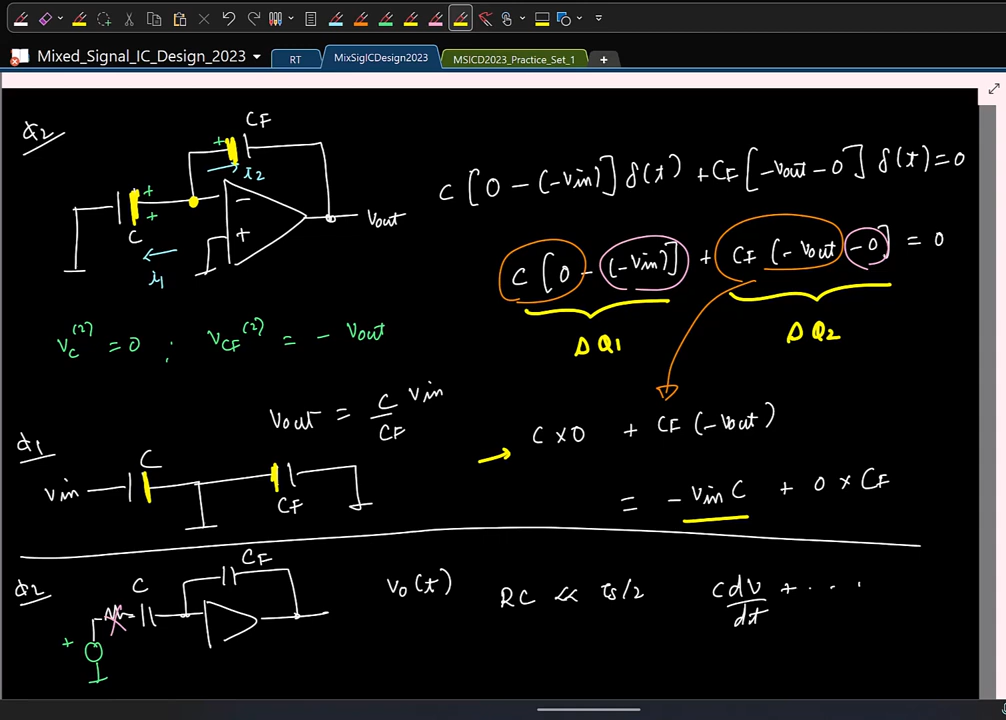 Mixed_Signal_IC_Design_2023
RT
MixSigICDesign2023
MSICD2023_Practice_Set_1
+
ϕ2
CF
+
i2
+
+
C
-
+
Vout
i1
C [0 - (-Vin)] δ(t) + CF [-Vout - 0] δ(t) = 0
C [0 - (-Vin)] + CF (-Vout - 0] = 0
ΔQ1
ΔQ2
VC(2) = 0 ; VCF(2) = - Vout
Vout = C/CF Vin
C × 0 + CF (-Vout)
= - Vin C + 0 × CF
ϕ1
Vin
C
CF
ϕ2
C
CF
+
Vo(t)
RC << Ts/2
C dV/dt + . . . .